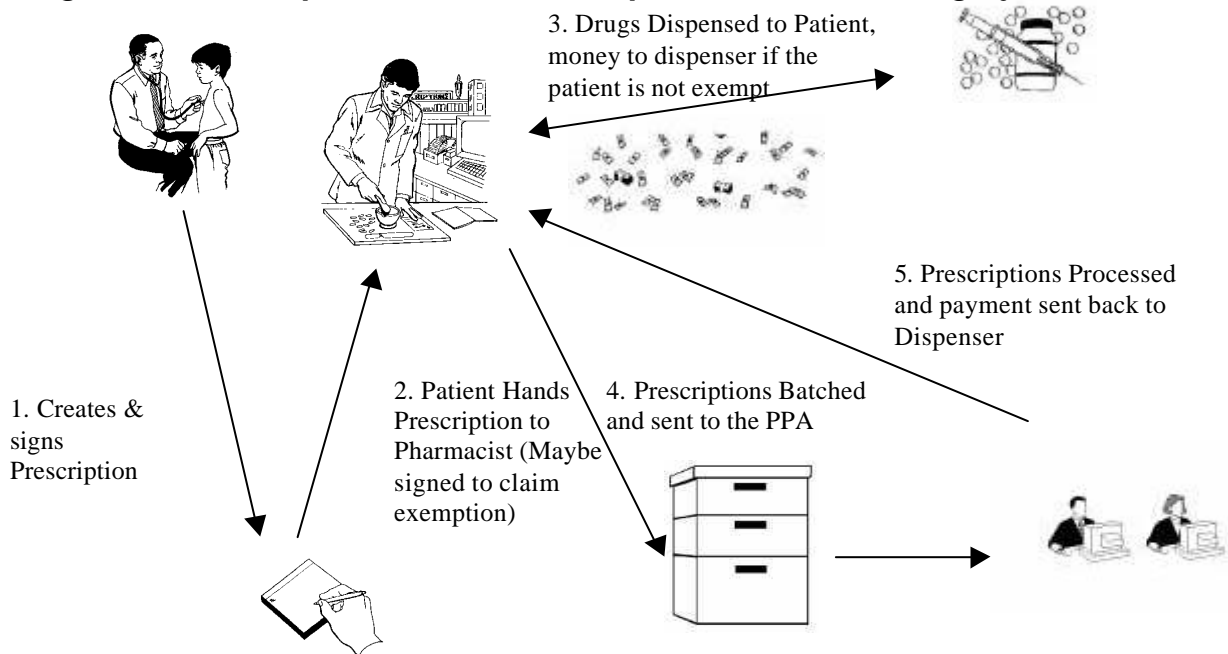 3. Drugs Dispensed to Patient,
money to dispenser if the
patient is not exempt
5. Prescriptions Processed
and payment sent back to
Dispenser
1. Creates &
signs
Prescription
2. Patient Hands
Prescription to
Pharmacist (Maybe
signed to claim
exemption)
4. Prescriptions Batched
and sent to the PPA